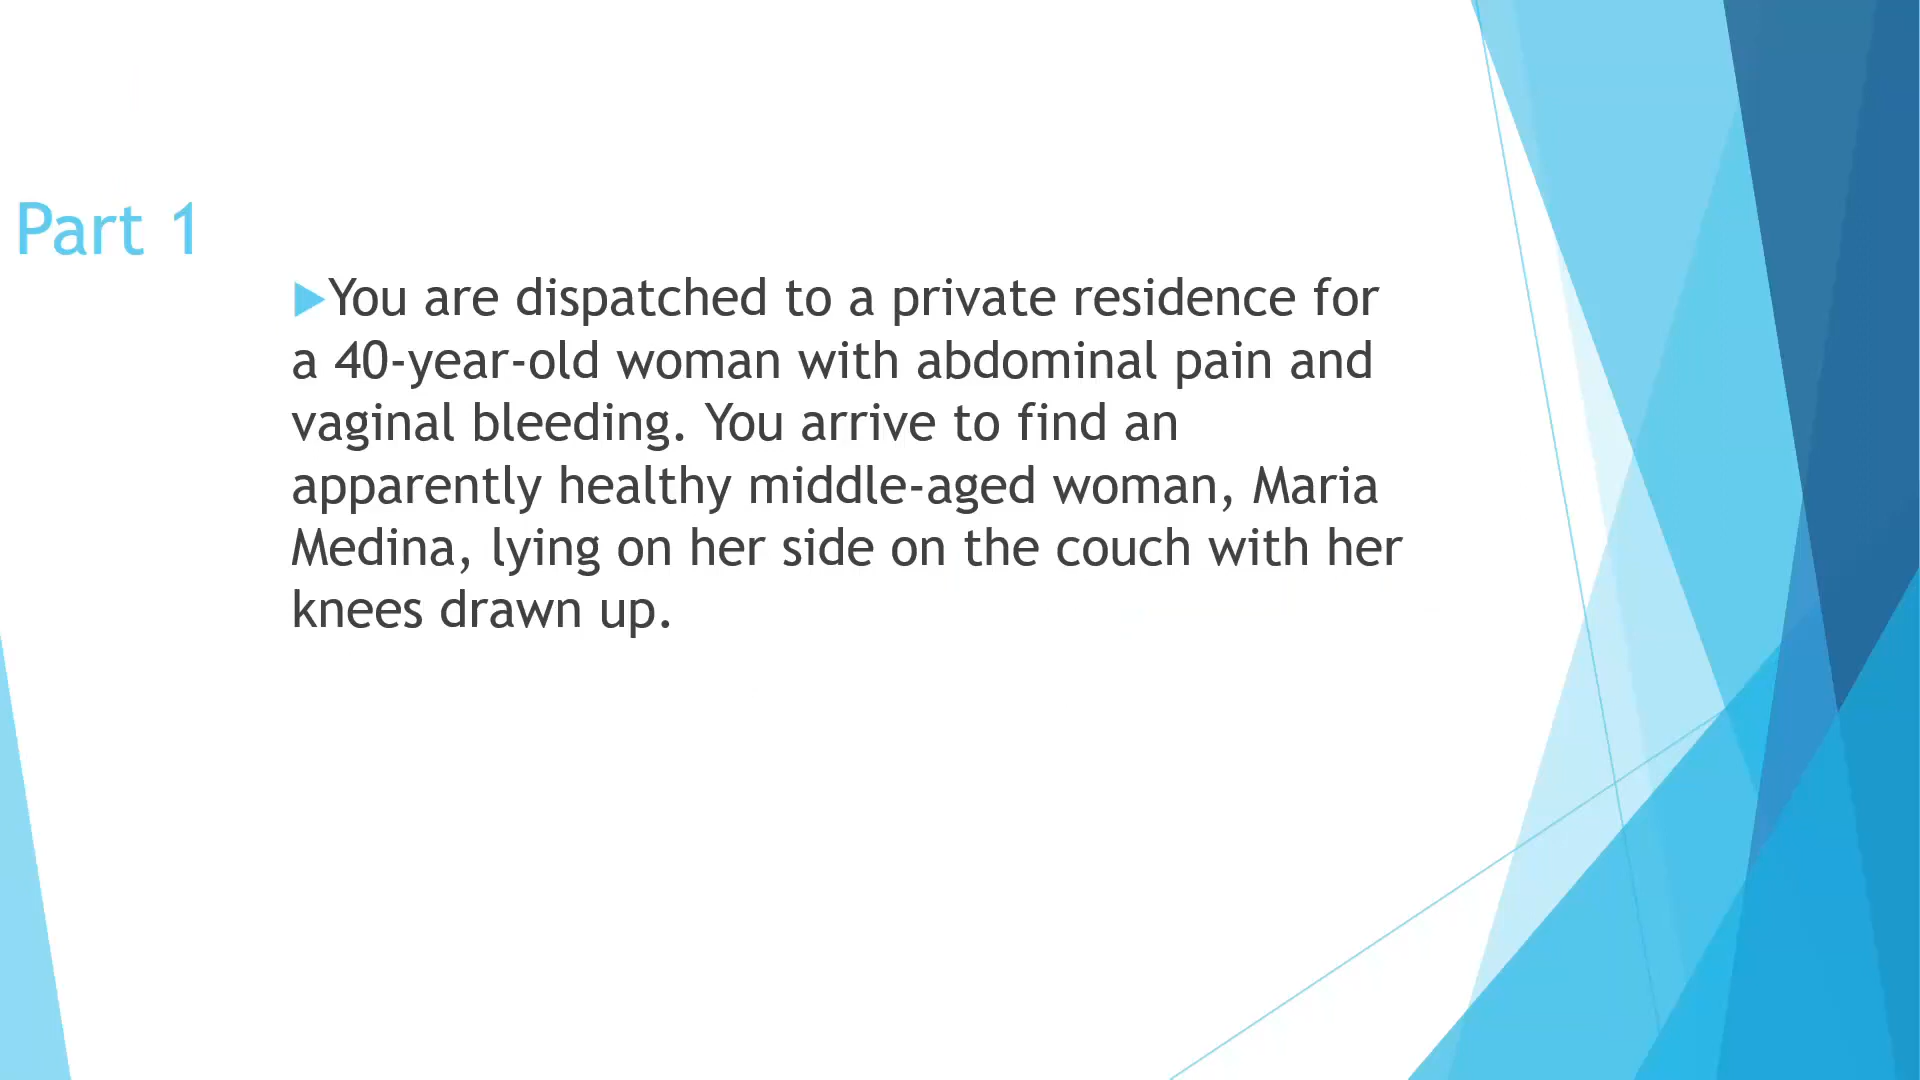 Part 1
You are dispatched to a private residence for
a 40-year-old woman with abdominal pain and
vaginal bleeding. You arrive to find an
apparently healthy middle-aged woman, Maria
Medina, lying on her side on the couch with her
knees drawn up.